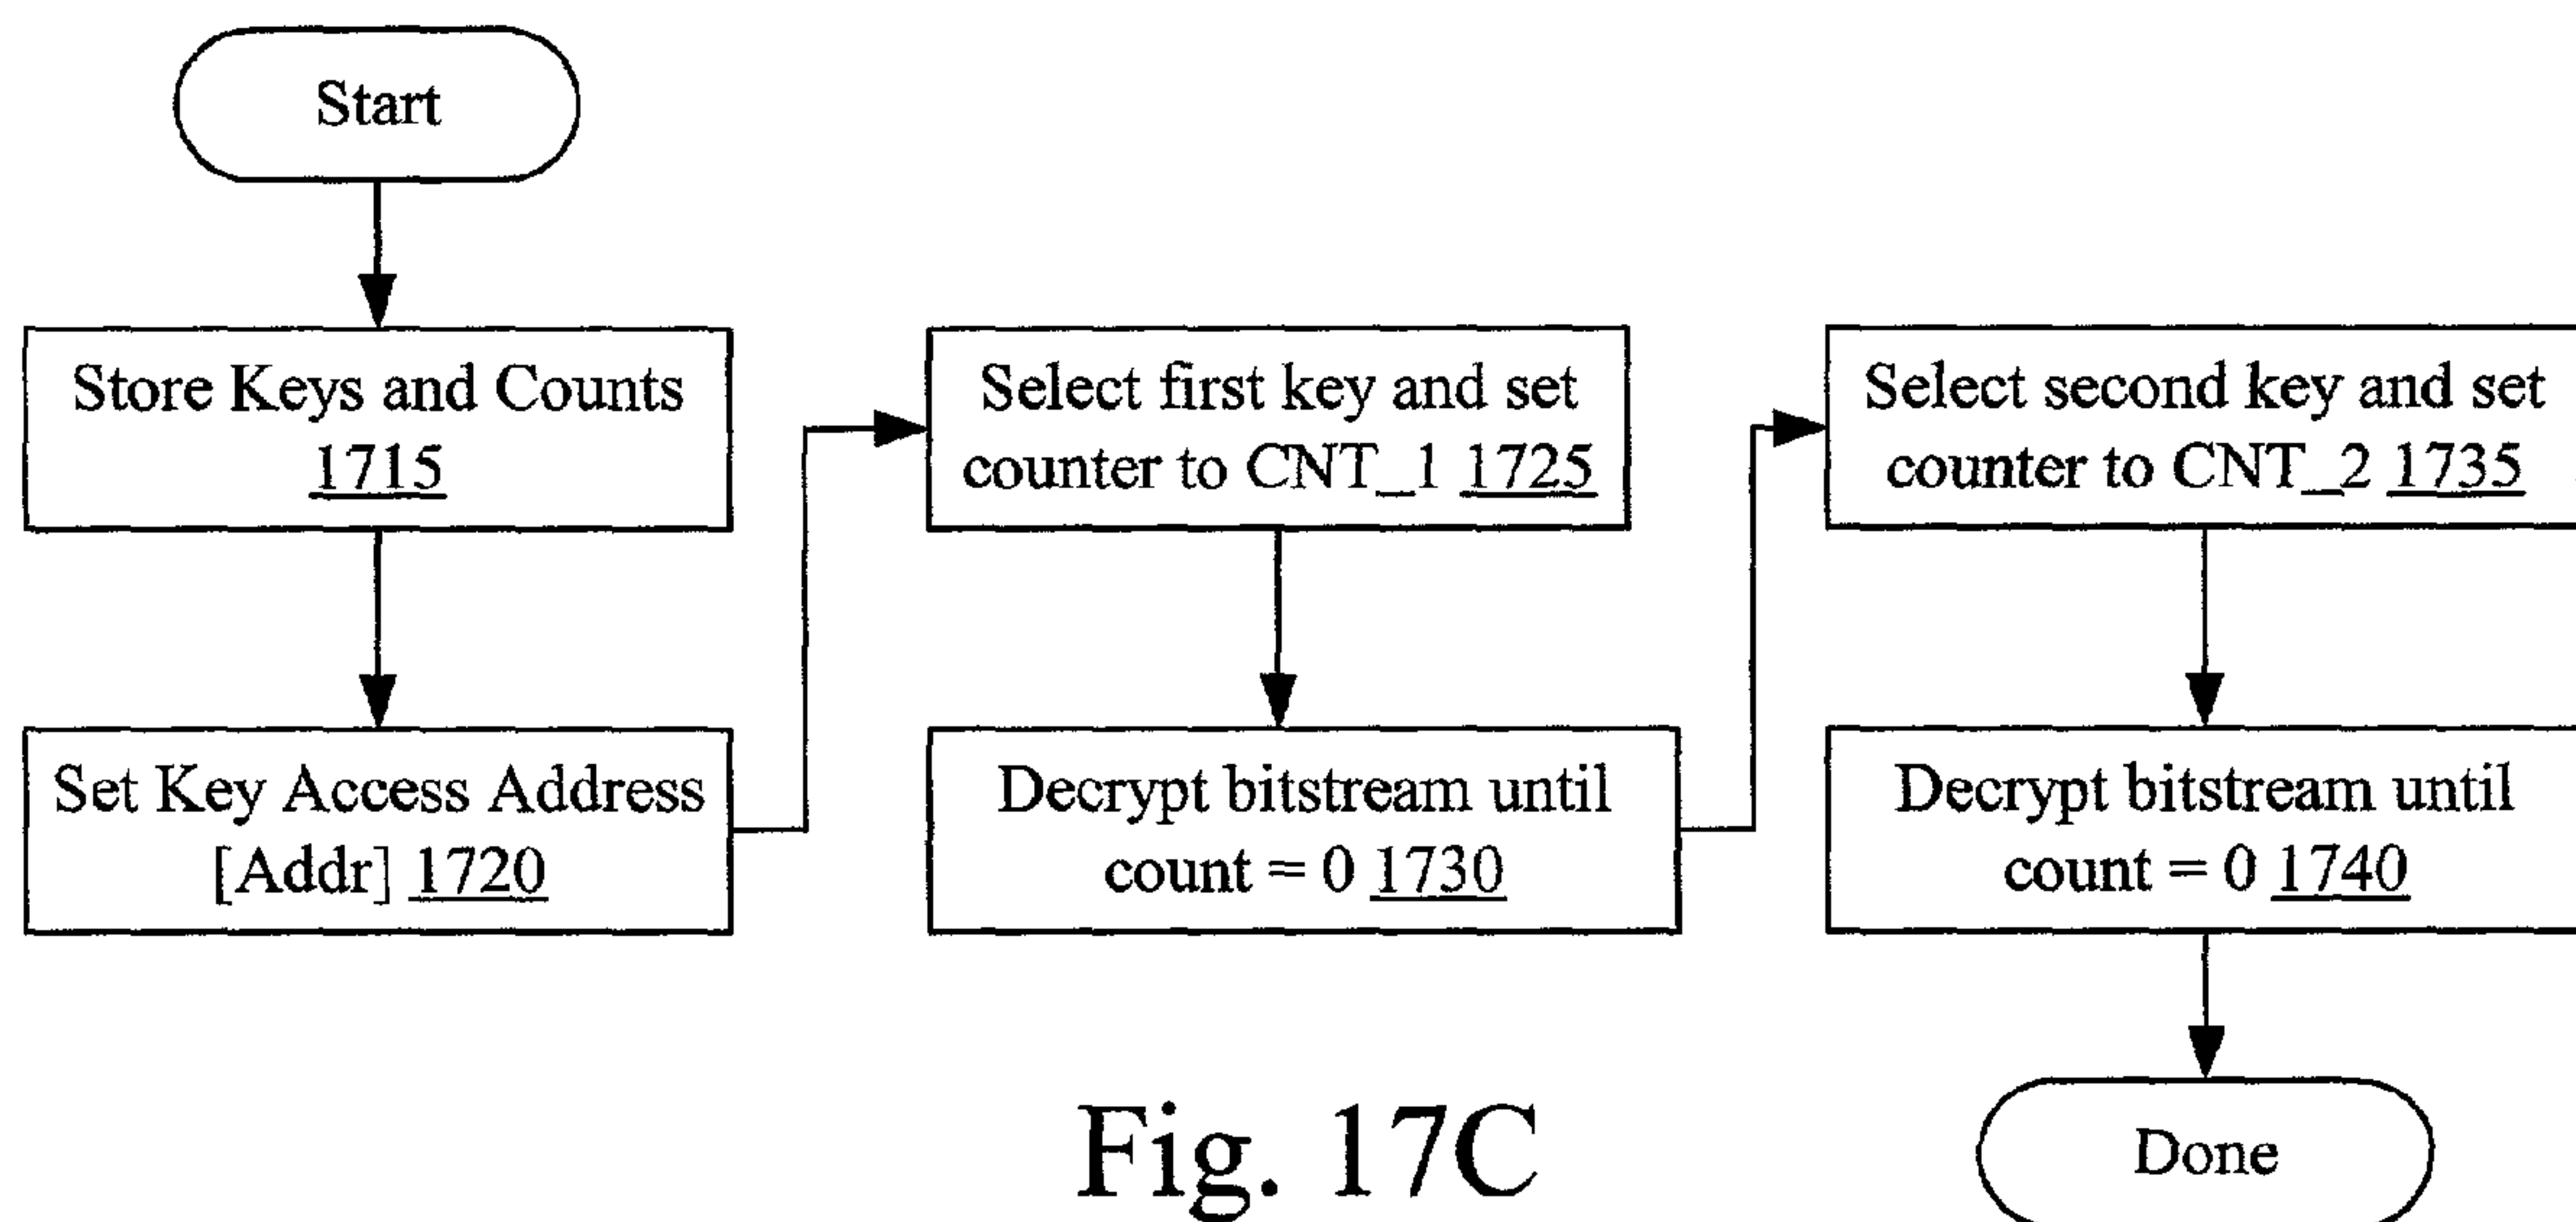 Start
Store Keys and Counts
1715
Set Key Access Address
[Addr] 1720
Select first key and set
counter to CNT_1 1725
Decrypt bitstream until
count = 0 1730
Select second key and set
counter to CNT_2 1735
Decrypt bitstream until
count = 0 1740
Done
Fig. 17C